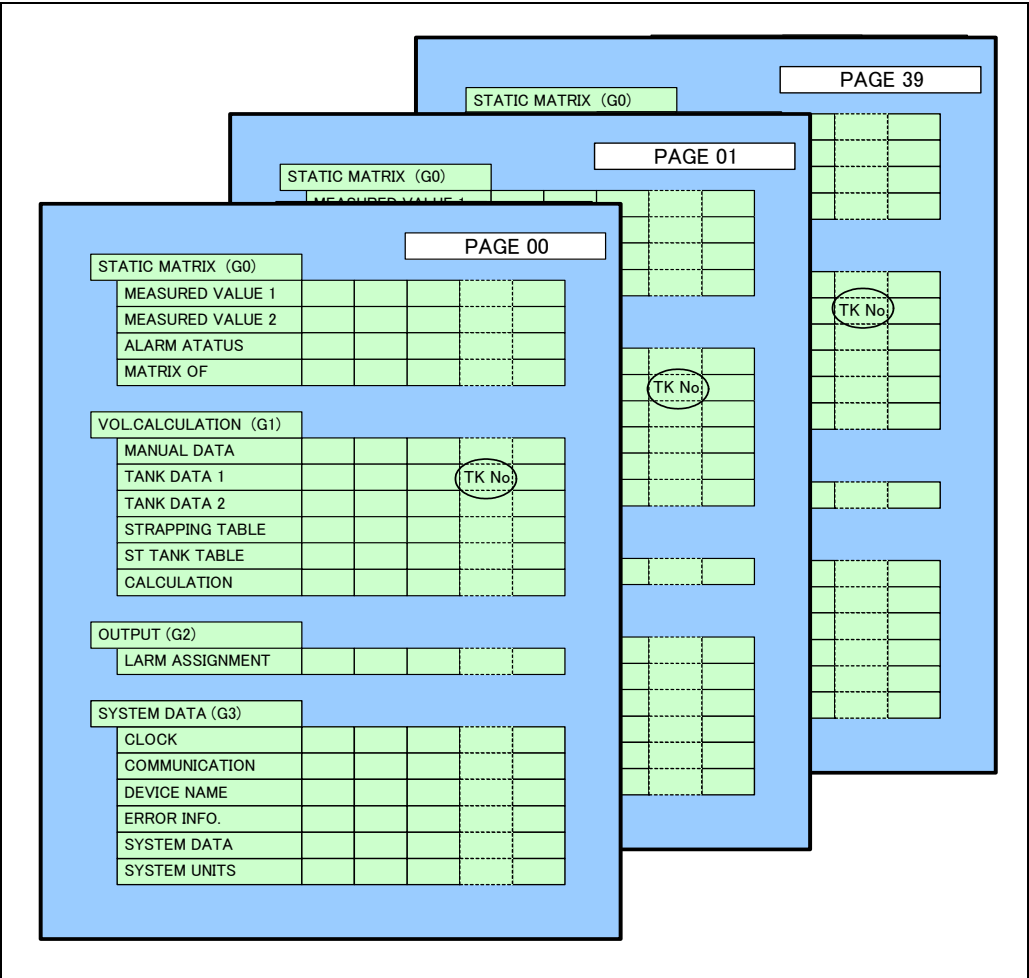 PAGE 39
STATIC MATRIX (G0)
TK No
PAGE 01
STATIC MATRIX (G0)
MEASURED VALUE 1
TK No
PAGE 00
STATIC MATRIX (G0)
MEASURED VALUE 1
MEASURED VALUE 2
ALARM ATATUS
MATRIX OF
VOL.CALCULATION (G1)
MANUAL DATA
TANK DATA 1 TK No
TANK DATA 2
STRAPPING TABLE
ST TANK TABLE
CALCULATION
OUTPUT (G2)
LARM ASSIGNMENT
SYSTEM DATA (G3)
CLOCK
COMMUNICATION
DEVICE NAME
ERROR INFO.
SYSTEM DATA
SYSTEM UNITS